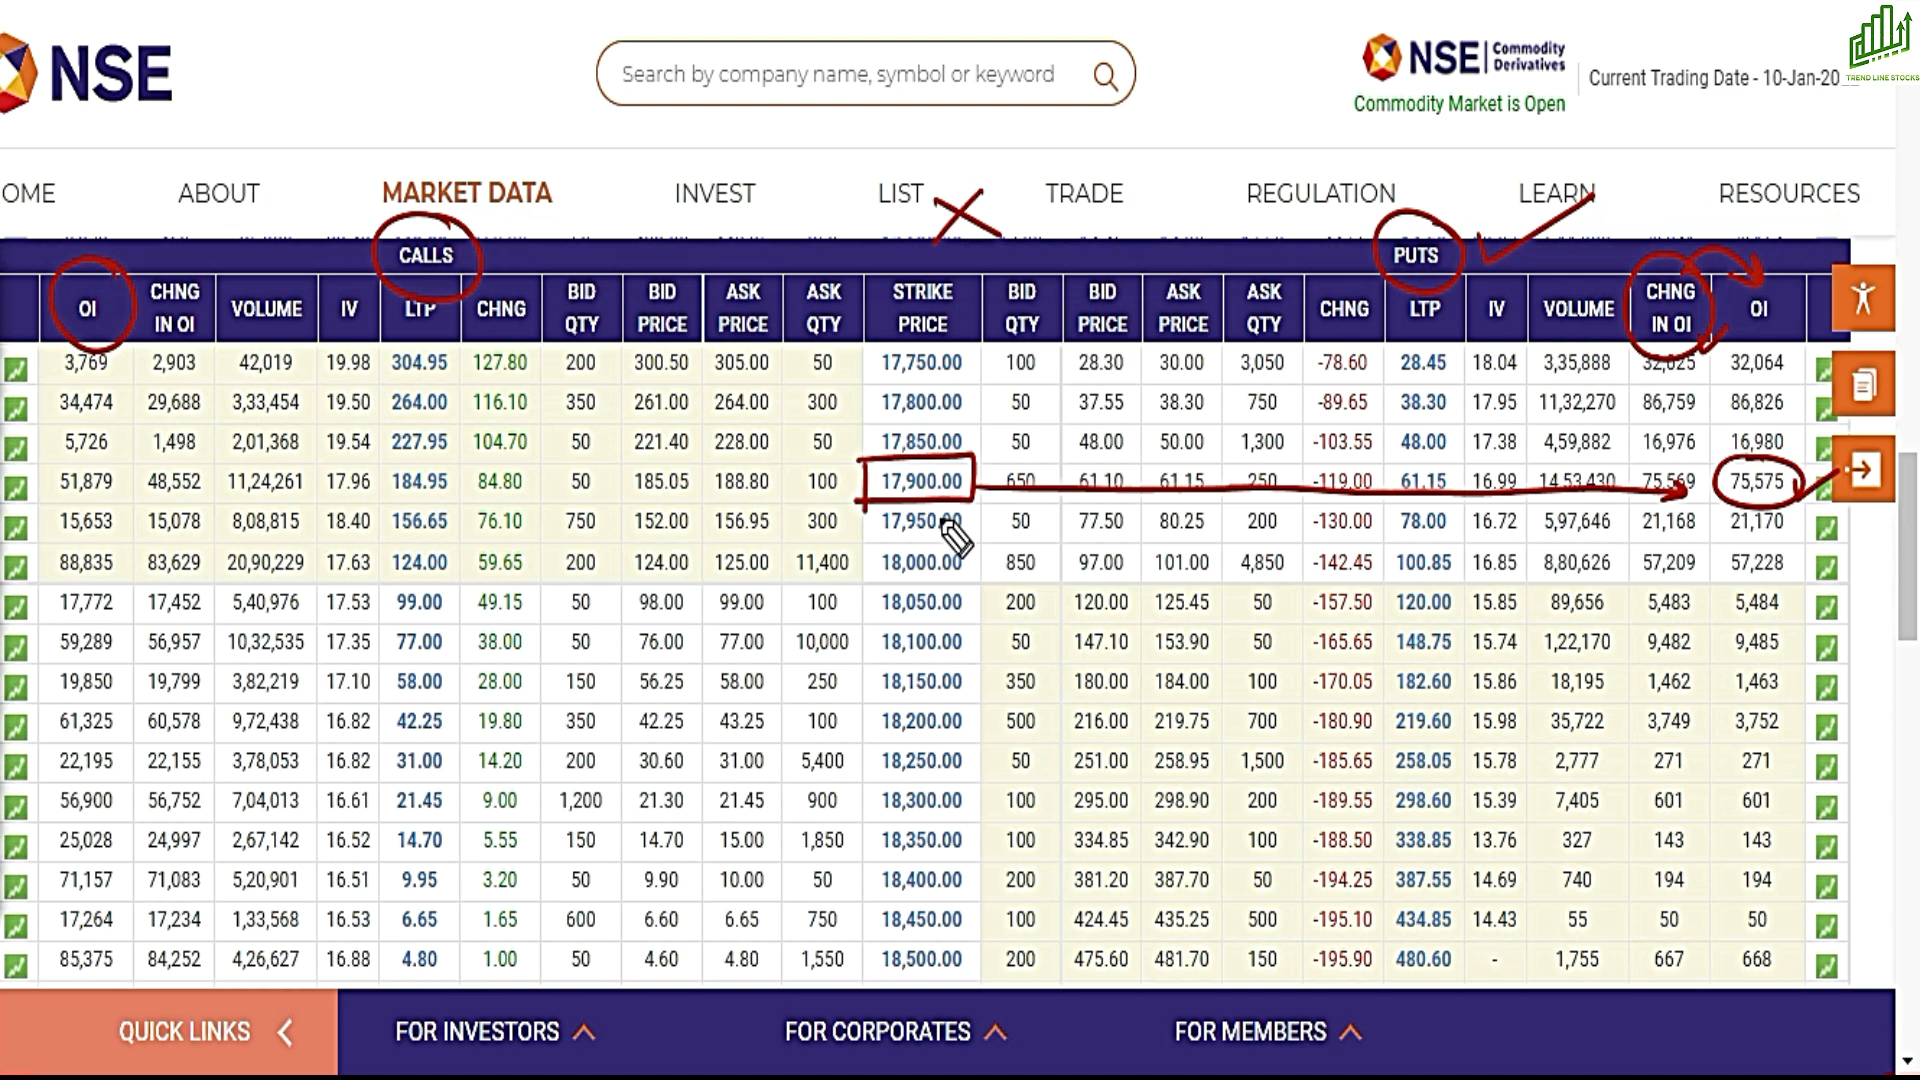 NSE
Search by company name, symbol or keyword
NSE Commodity Derivatives
Commodity Market is Open
Current Trading Date - 10-Jan-20
TREND LINE STOCKS
OME ABOUT MARKET DATA INVEST LIST TRADE REGULATION LEARN RESOURCES
CALLS PUTS
OI CHNG IN OI VOLUME IV LTP CHNG BID QTY BID PRICE ASK PRICE ASK QTY STRIKE PRICE BID QTY BID PRICE ASK PRICE ASK QTY CHNG LTP IV VOLUME CHNG IN OI OI
3,769 2,903 42,019 19.98 304.95 127.80 200 300.50 305.00 50 17,750.00 100 28.30 30.00 3,050 -78.60 28.45 18.04 3,35,888 32,025 32,064
34,474 29,688 3,33,454 19.50 264.00 116.10 350 261.00 264.00 300 17,800.00 50 37.55 38.30 750 -89.65 38.30 17.95 11,32,270 86,759 86,826
5,726 1,498 2,01,368 19.54 227.95 104.70 50 221.40 228.00 50 17,850.00 50 48.00 50.00 1,300 -103.55 48.00 17.38 4,59,882 16,976 16,980
51,879 48,552 11,24,261 17.96 184.95 84.80 50 185.05 188.80 100 17,900.00 650 61.10 61.15 250 -119.00 61.15 16.99 14,53,430 75,569 75,575
15,653 15,078 8,08,815 18.40 156.65 76.10 750 152.00 156.95 300 17,950.00 50 77.50 80.25 200 -130.00 78.00 16.72 5,97,646 21,168 21,170
88,835 83,629 20,90,229 17.63 124.00 59.65 200 124.00 125.00 11,400 18,000.00 850 97.00 101.00 4,850 -142.45 100.85 16.85 8,80,626 57,209 57,228
17,772 17,452 5,40,976 17.53 99.00 49.15 50 98.00 99.00 100 18,050.00 200 120.00 125.45 50 -157.50 120.00 15.85 89,656 5,483 5,484
59,289 56,957 10,32,535 17.35 77.00 38.00 50 76.00 77.00 10,000 18,100.00 50 147.10 153.90 50 -165.65 148.75 15.74 1,22,170 9,482 9,485
19,850 19,799 3,82,219 17.10 58.00 28.00 150 56.25 58.00 250 18,150.00 350 180.00 184.00 100 -170.05 182.60 15.86 18,195 1,462 1,463
61,325 60,578 9,72,438 16.82 42.25 19.80 350 42.25 43.25 100 18,200.00 500 216.00 219.75 700 -180.90 219.60 15.98 35,722 3,749 3,752
22,195 22,155 3,78,053 16.82 31.00 14.20 200 30.60 31.00 5,400 18,250.00 50 251.00 258.95 1,500 -185.65 258.05 15.78 2,777 271 271
56,900 56,752 7,04,013 16.61 21.45 9.00 1,200 21.30 21.45 900 18,300.00 100 295.00 298.90 200 -189.55 298.60 15.39 7,405 601 601
25,028 24,997 2,67,142 16.52 14.70 5.55 150 14.70 15.00 1,850 18,350.00 100 334.85 342.90 100 -188.50 338.85 13.76 327 143 143
71,157 71,083 5,20,901 16.51 9.95 3.20 50 9.90 10.00 50 18,400.00 200 381.20 387.70 50 -194.25 387.55 14.69 740 194 194
17,264 17,234 1,33,568 16.53 6.65 1.65 600 6.60 6.65 750 18,450.00 100 424.45 435.25 500 -195.10 434.85 14.43 55 50 50
85,375 84,252 4,26,627 16.88 4.80 1.00 50 4.60 4.80 1,550 18,500.00 200 475.60 481.70 150 -195.90 480.60 - 1,755 667 668
QUICK LINKS FOR INVESTORS FOR CORPORATES FOR MEMBERS